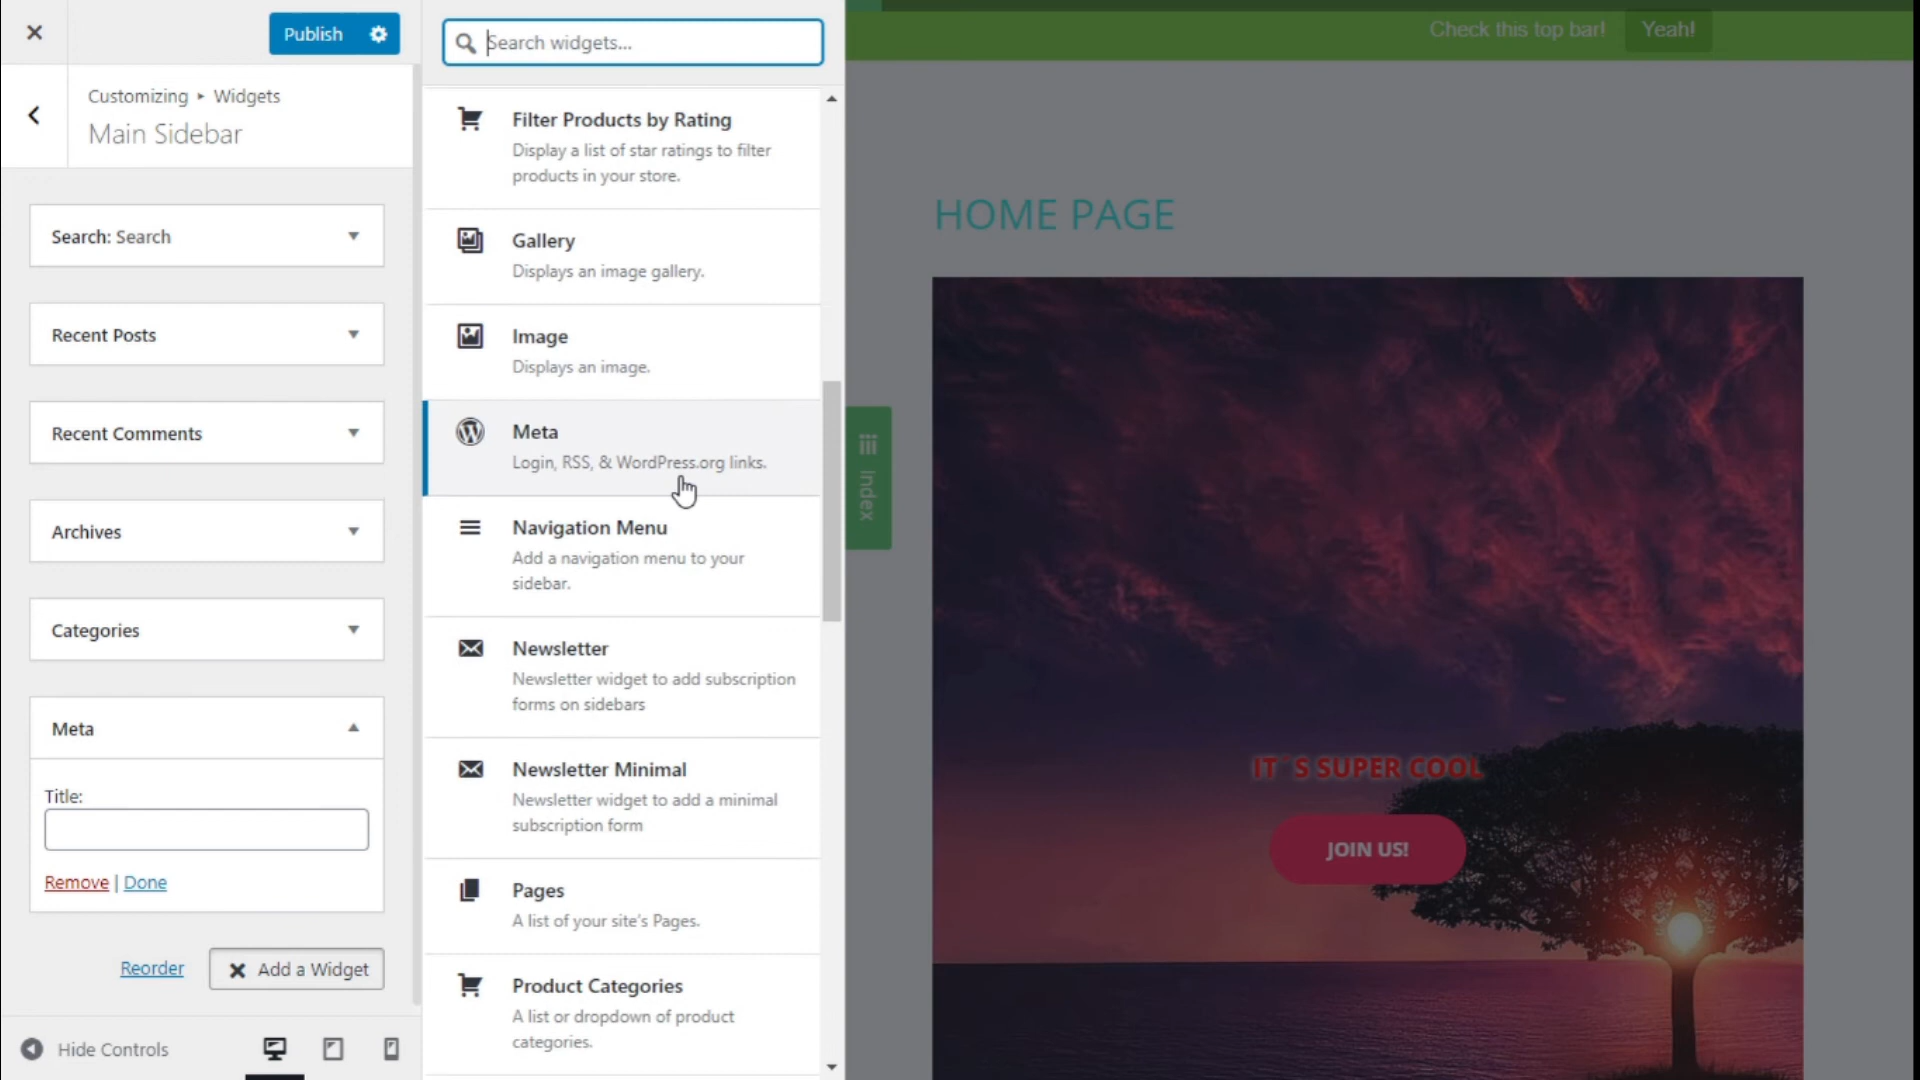 Publish
Customizing ▸ Widgets
Main Sidebar
Search: Search
Recent Posts
Recent Comments
Archives
Categories
Meta
Title:
Remove | Done
Reorder
Add a Widget
Hide Controls
Search widgets...
Filter Products by Rating
Display a list of star ratings to filter
products in your store.
Gallery
Displays an image gallery.
Image
Displays an image.
Meta
Login, RSS, & WordPress.org links.
Navigation Menu
Add a navigation menu to your
sidebar.
Newsletter
Newsletter widget to add subscription
forms on sidebars
Newsletter Minimal
Newsletter widget to add a minimal
subscription form
Pages
A list of your site's Pages.
Product Categories
A list or dropdown of product
categories.
Check this top bar!
Yeah!
HOME PAGE
Index
IT´S SUPER COOL
JOIN US!